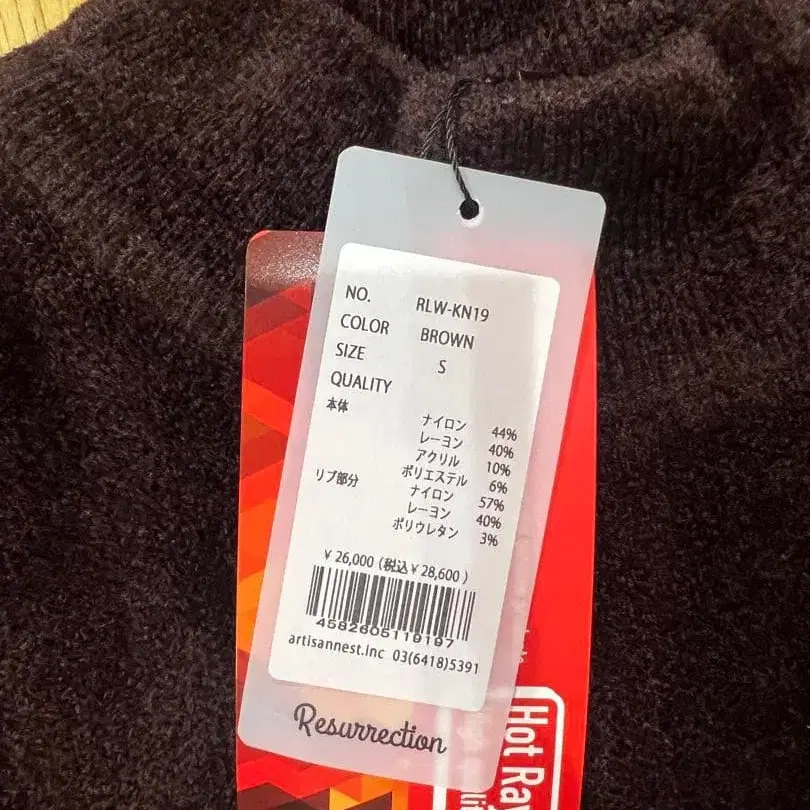 NO. RLW-KN19
COLOR BROWN
SIZE S
QUALITY
本体
ナイロン 44%
レーヨン 40%
アクリル 10%
ポリエステル 6%
リブ部分 ナイロン 57%
レーヨン 40%
ポリウレタン 3%
¥ 26,000 (税込¥ 28,600 )
4582605119197
artisannest.inc 03(6418)5391
Resurrection
Hot Ra